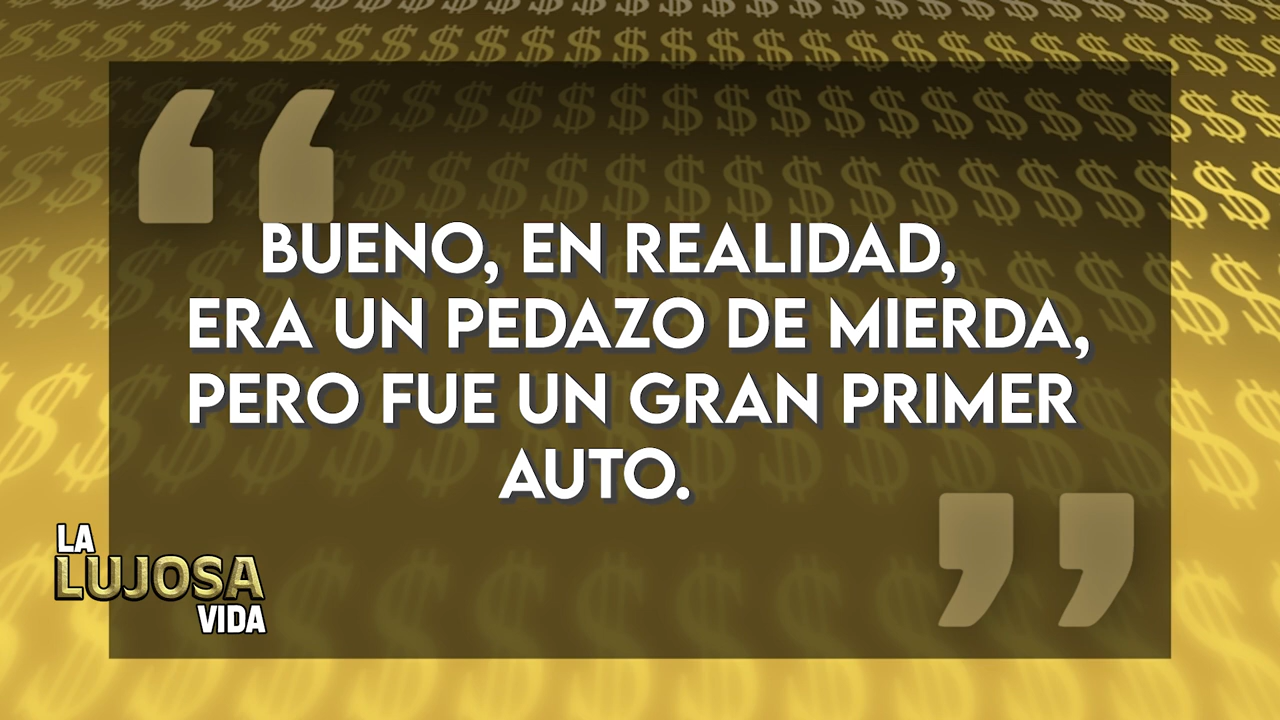 BUENO, EN REALIDAD,
ERA UN PEDAZO DE MIERDA,
PERO FUE UN GRAN PRIMER
AUTO.
LA
LUJOSA
VIDA